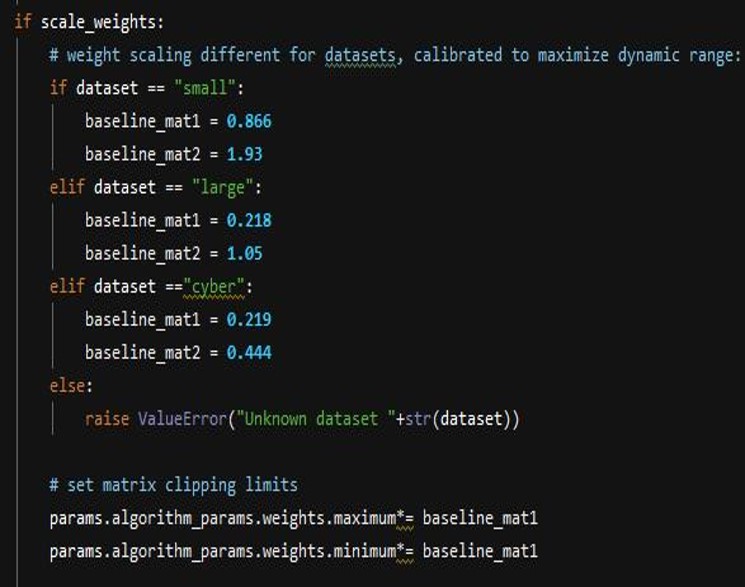 if scale_weights:
# weight scaling different for datasets, calibrated to maximize dynamic range:
if dataset == "small":
baseline_mat1 = 0.866
baseline_mat2 = 1.93
elif dataset == "large":
baseline_mat1 = 0.218
baseline_mat2 = 1.05
elif dataset =="cyber":
baseline_mat1 = 0.219
baseline_mat2 = 0.444
else:
raise ValueError("Unknown dataset "+str(dataset))
# set matrix clipping limits
params.algorithm_params.weights.maximum*= baseline_mat1
params.algorithm_params.weights.minimum*= baseline_mat1